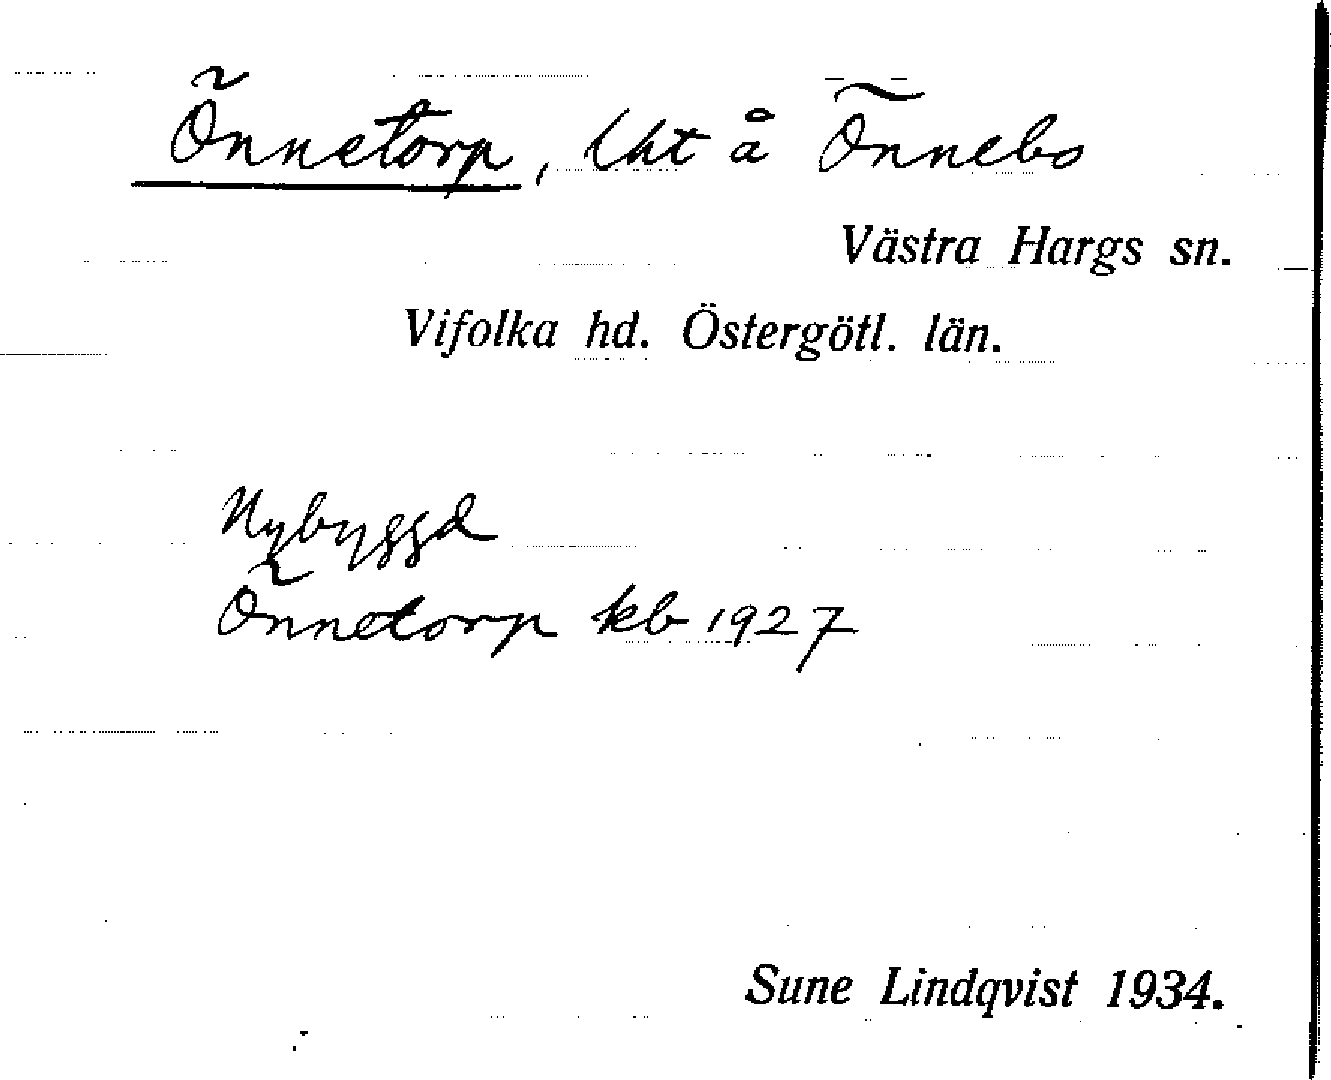 Önnetorp, lht å Önnebo
Västra Hargs sn.
Vifolka hd. Östergötl. län.
Nybyggd
Önnetorp kb 1927
Sune Lindqvist 1934.